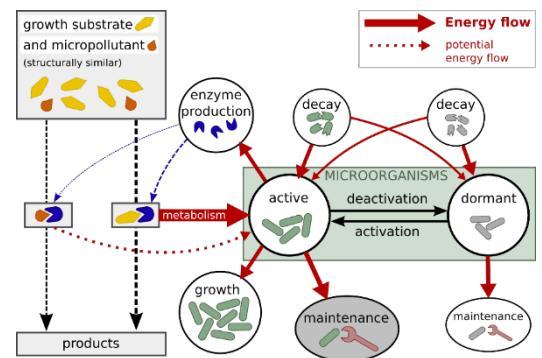 growth substrate
and micropollutant
(structurally similar)
Energy flow
potential
energy flow
enzyme
production
decay
decay
MICROORGANISMS
metabolism
active
deactivation
activation
dormant
growth
maintenance
maintenance
products